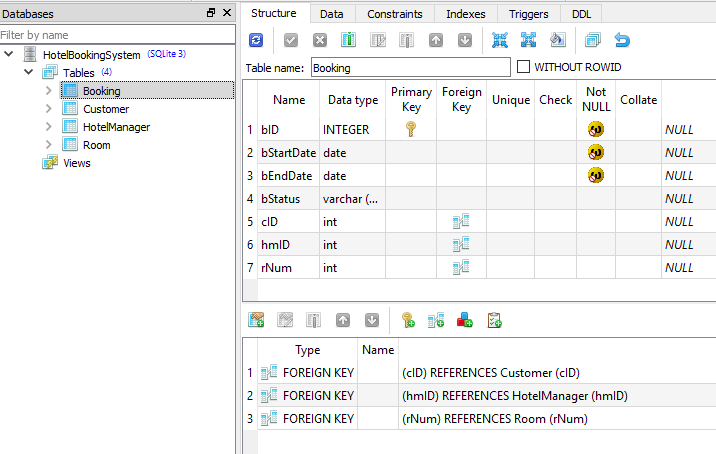 Databases
Filter by name
HotelBookingSystem (SQLite 3)
Tables (4)
Booking
Customer
HotelManager
Room
Views
Structure Data Constraints Indexes Triggers DDL
Table name: Booking WITHOUT ROWID
Name Data type Primary Key Foreign Key Unique Check Not NULL Collate
1 bID INTEGER NULL
2 bStartDate date NULL
3 bEndDate date NULL
4 bStatus varchar (... NULL
5 cID int NULL
6 hmID int NULL
7 rNum int NULL
Type Name
1 FOREIGN KEY (cID) REFERENCES Customer (cID)
2 FOREIGN KEY (hmID) REFERENCES HotelManager (hmID)
3 FOREIGN KEY (rNum) REFERENCES Room (rNum)